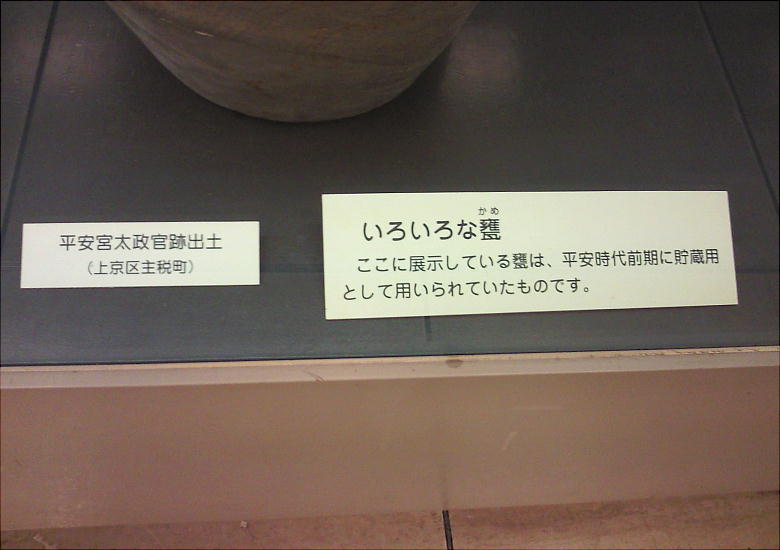 平安宮太政官跡出土
（上京区主税町）
かめ
いろいろな甕
ここに展示している甕は、平安時代前期に貯蔵用
として用いられていたものです。